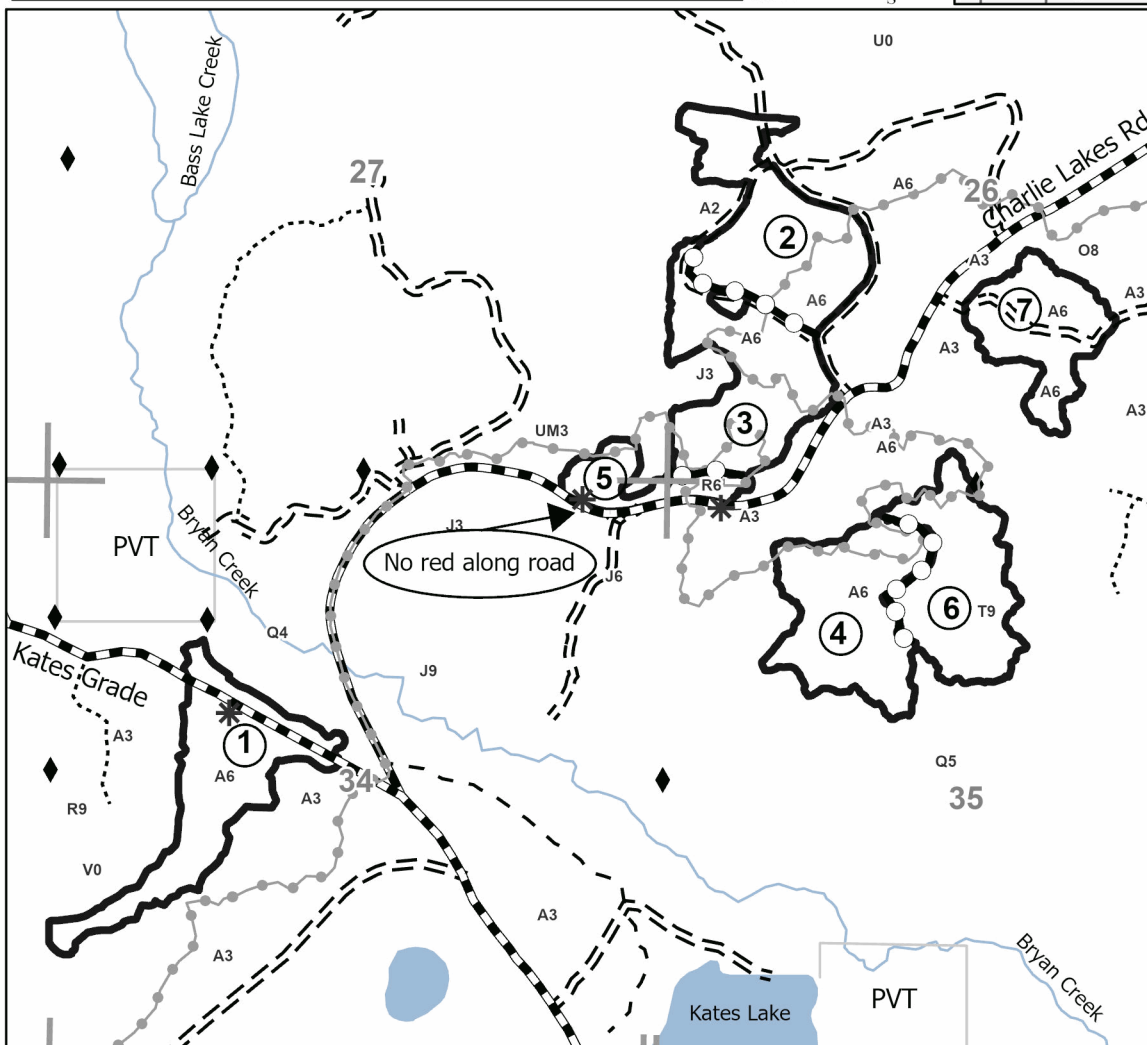 U0
Bass Lake Creek
27
A6
26
Charlie Lakes Rd
A2
2
O8
A3
A6
7
A6
A3
A6
A3
J3
A6
A3
3
A3
UM3
A6
5
R6
A3
J3
Bryan Creek
PVT
No red along road
J6
A6
6
T9
4
Q4
Kates Grade
J9
A3
1
A6
Q5
34
A3
35
R9
V0
A3
A3
Kates Lake
PVT
Bryan Creek